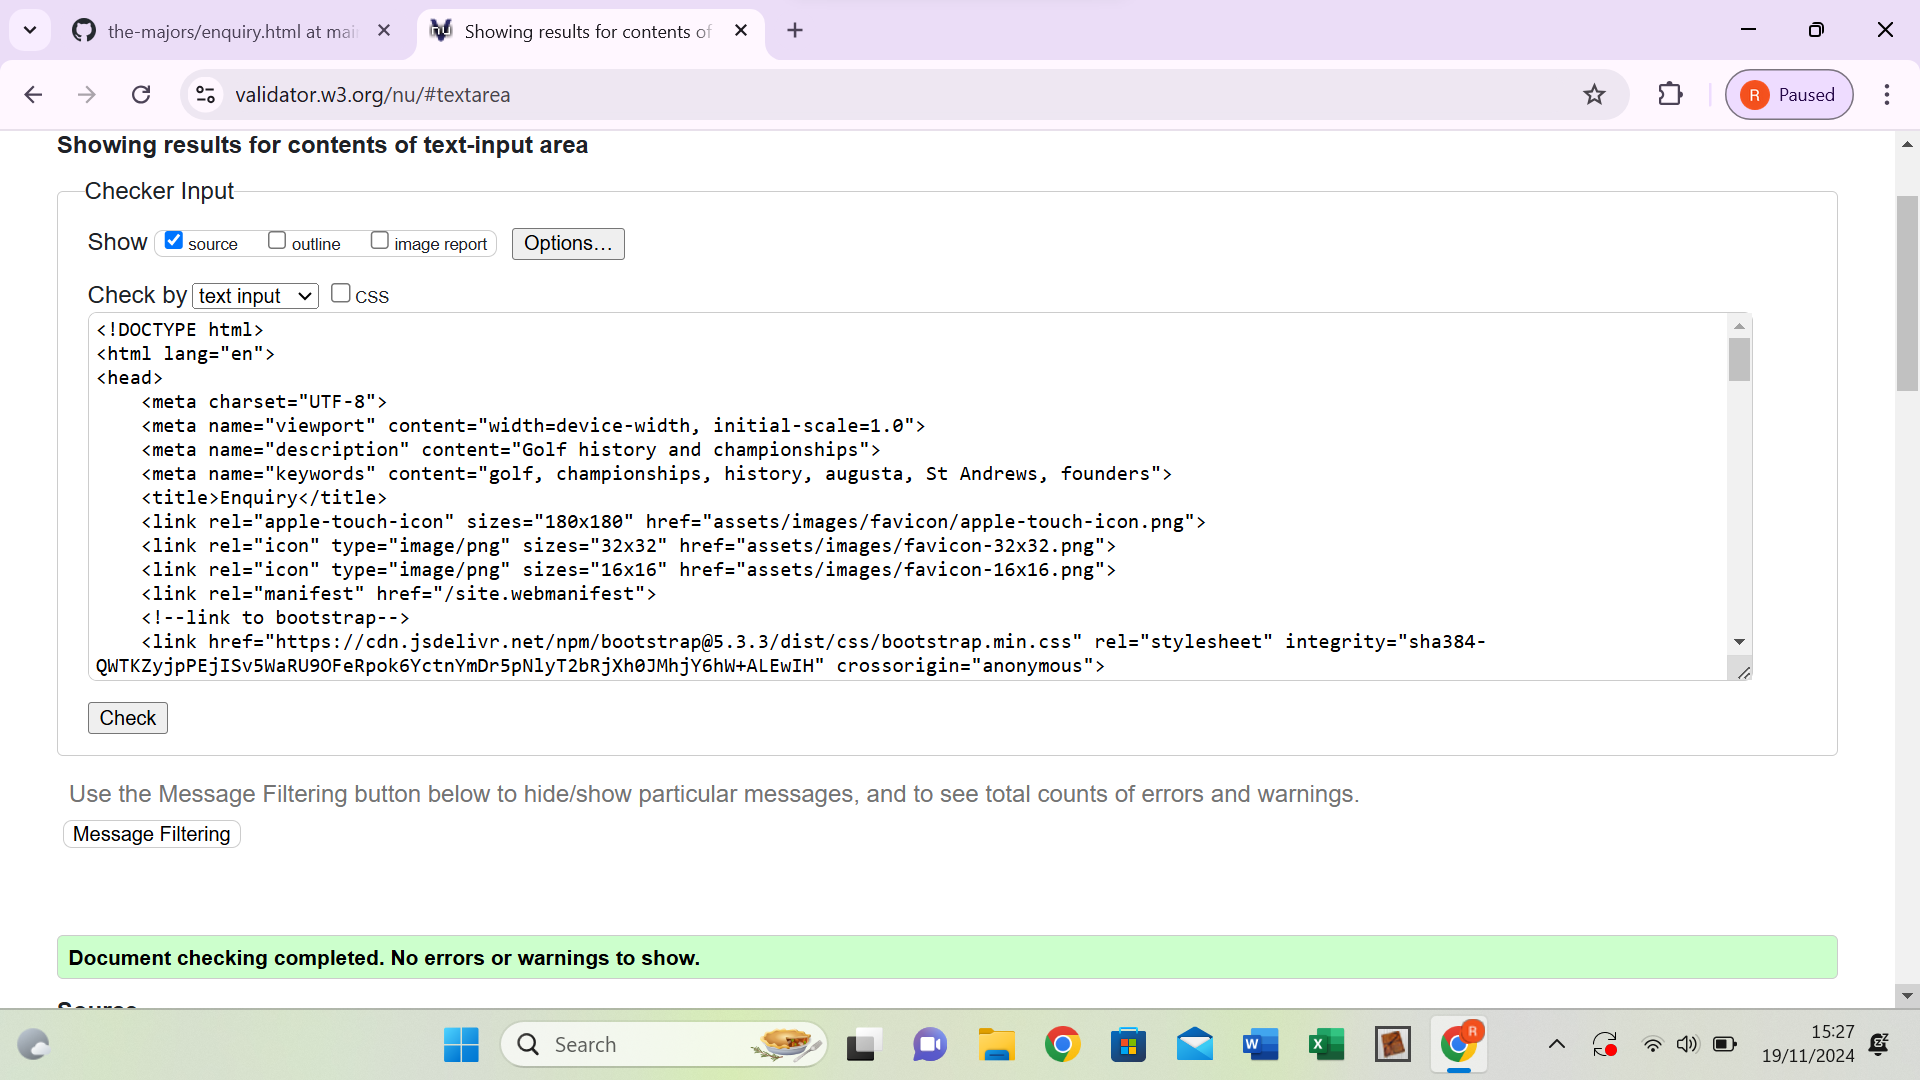 the-majors/enquiry.html at mai
Showing results for contents of
validator.w3.org/nu/#textarea
R Paused
Showing results for contents of text-input area
Checker Input
Show source outline image report Options...
Check by text input CSS
<!DOCTYPE html>
<html lang="en">
<head>
<meta charset="UTF-8">
<meta name="viewport" content="width=device-width, initial-scale=1.0">
<meta name="description" content="Golf history and championships">
<meta name="keywords" content="golf, championships, history, augusta, St Andrews, founders">
<title>Enquiry</title>
<link rel="apple-touch-icon" sizes="180x180" href="assets/images/favicon/apple-touch-icon.png">
<link rel="icon" type="image/png" sizes="32x32" href="assets/images/favicon-32x32.png">
<link rel="icon" type="image/png" sizes="16x16" href="assets/images/favicon-16x16.png">
<link rel="manifest" href="/site.webmanifest">
<!--link to bootstrap-->
<link href="https://cdn.jsdelivr.net/npm/bootstrap@5.3.3/dist/css/bootstrap.min.css" rel="stylesheet" integrity="sha384-
QWTKZyjpPEjISv5WaRU9OFeRpok6YctnYmDr5pNlyT2bRjXh0JMhjY6hW+ALEwIH" crossorigin="anonymous">
Check
Use the Message Filtering button below to hide/show particular messages, and to see total counts of errors and warnings.
Message Filtering
Document checking completed. No errors or warnings to show.
Source
Search
15:27
19/11/2024